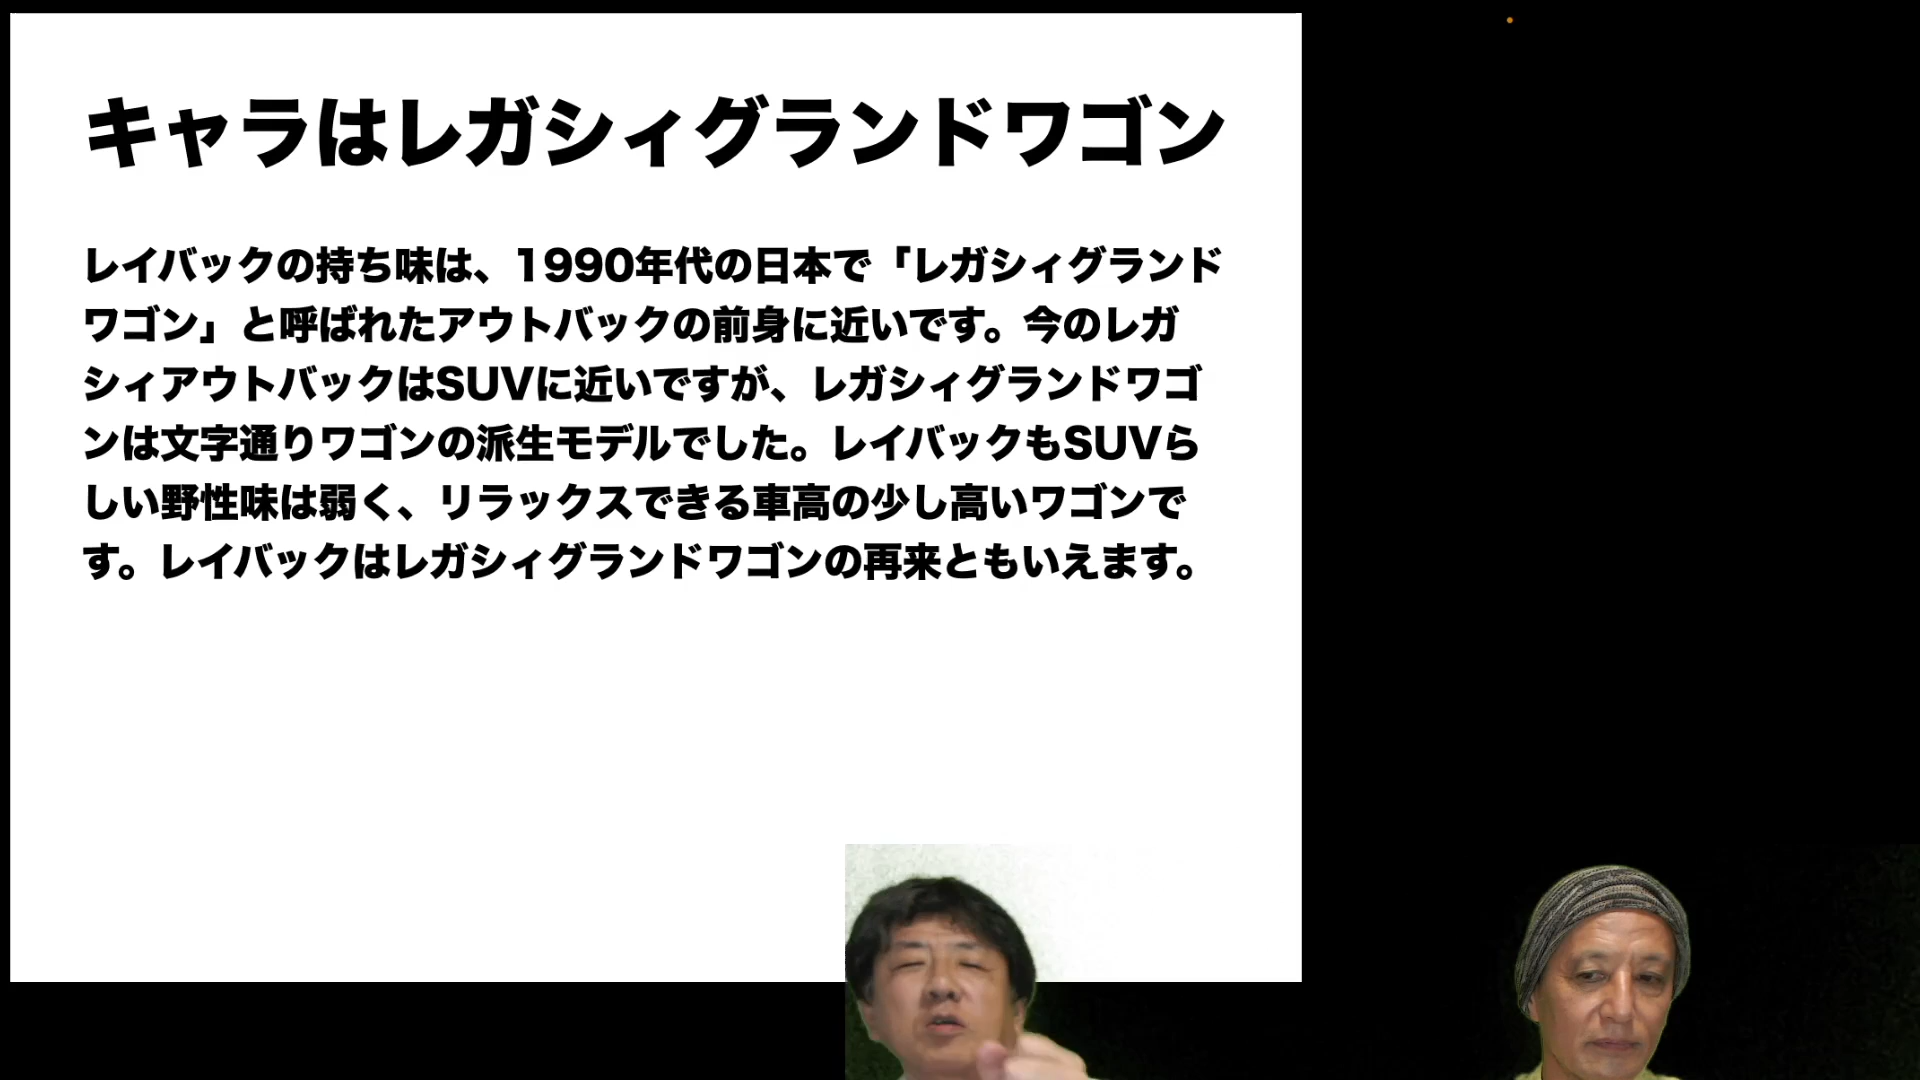 キャラはレガシィグランドワゴン
レイバックの持ち味は、1990年代の日本で「レガシィグランド
ワゴン」と呼ばれたアウトバックの前身に近いです。今のレガ
シィアウトバックはSUVに近いですが、レガシィグランドワゴ
ンは文字通りワゴンの派生モデルでした。レイバックもSUVら
しい野性味は弱く、リラックスできる車高の少し高いワゴンで
す。レイバックはレガシィグランドワゴンの再来ともいえます。